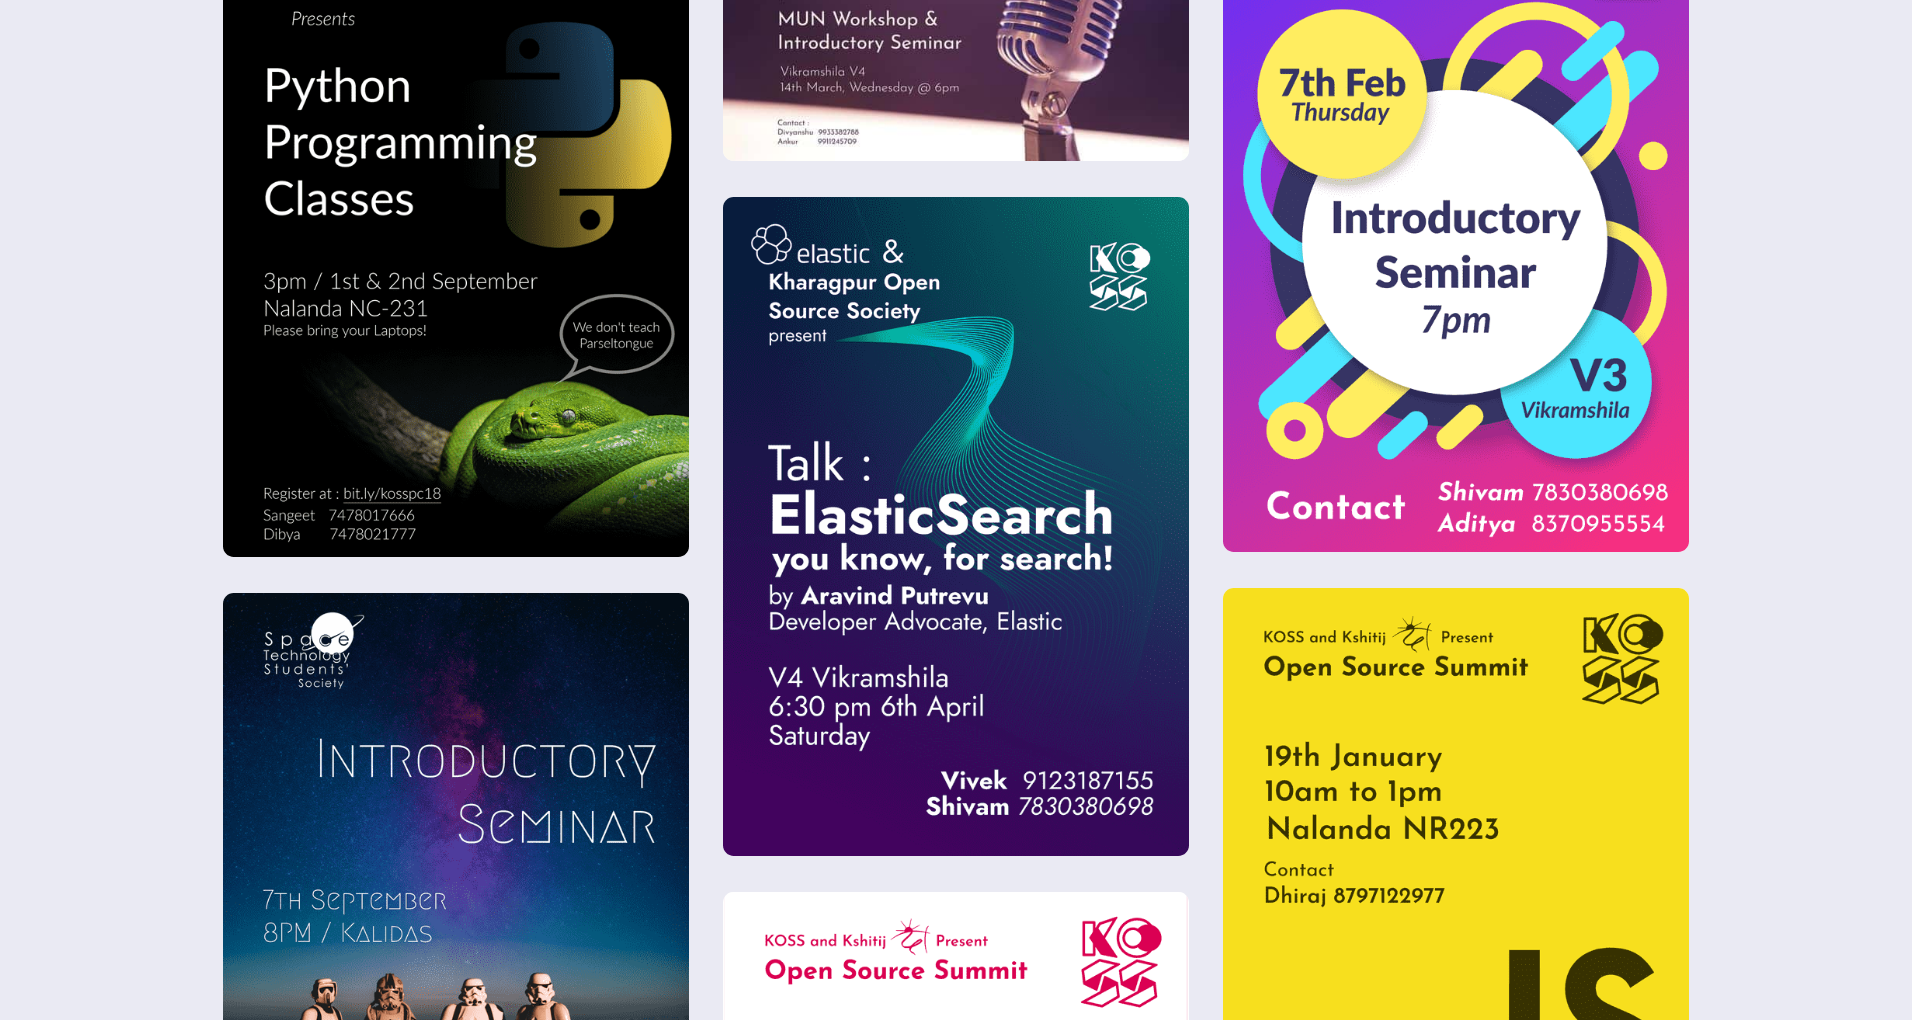 Presents
Python
Programming
Classes
3pm / 1st & 2nd September
Nalanda NC-231
Please bring your Laptops!
We don't teach
Parseltongue
Register at : bit.ly/kosspc18
Sangeet 7478017666
Dibya 7478021777
Space
Technology
Students'
Society
Introductory
Seminar
7th September
8PM / Kalidas
MUN Workshop &
Introductory Seminar
Vikramshila V4
14th March, Wednesday @ 6pm
Contact :
Divyanshu 9933382788
Ankur 9911245709
elastic &
Kharagpur Open
Source Society
present
KOSS
Talk :
ElasticSearch
you know, for search!
by Aravind Putrevu
Developer Advocate, Elastic
V4 Vikramshila
6:30 pm 6th April
Saturday
Vivek 9123187155
Shivam 7830380698
KOSS and Kshitij Present
Open Source Summit
KOSS
7th Feb
Thursday
Introductory
Seminar
7pm
V3
Vikramshila
Contact
Shivam 7830380698
Aditya 8370955554
KOSS and Kshitij Present
Open Source Summit
KOSS
19th January
10am to 1pm
Nalanda NR223
Contact
Dhiraj 8797122977
JS